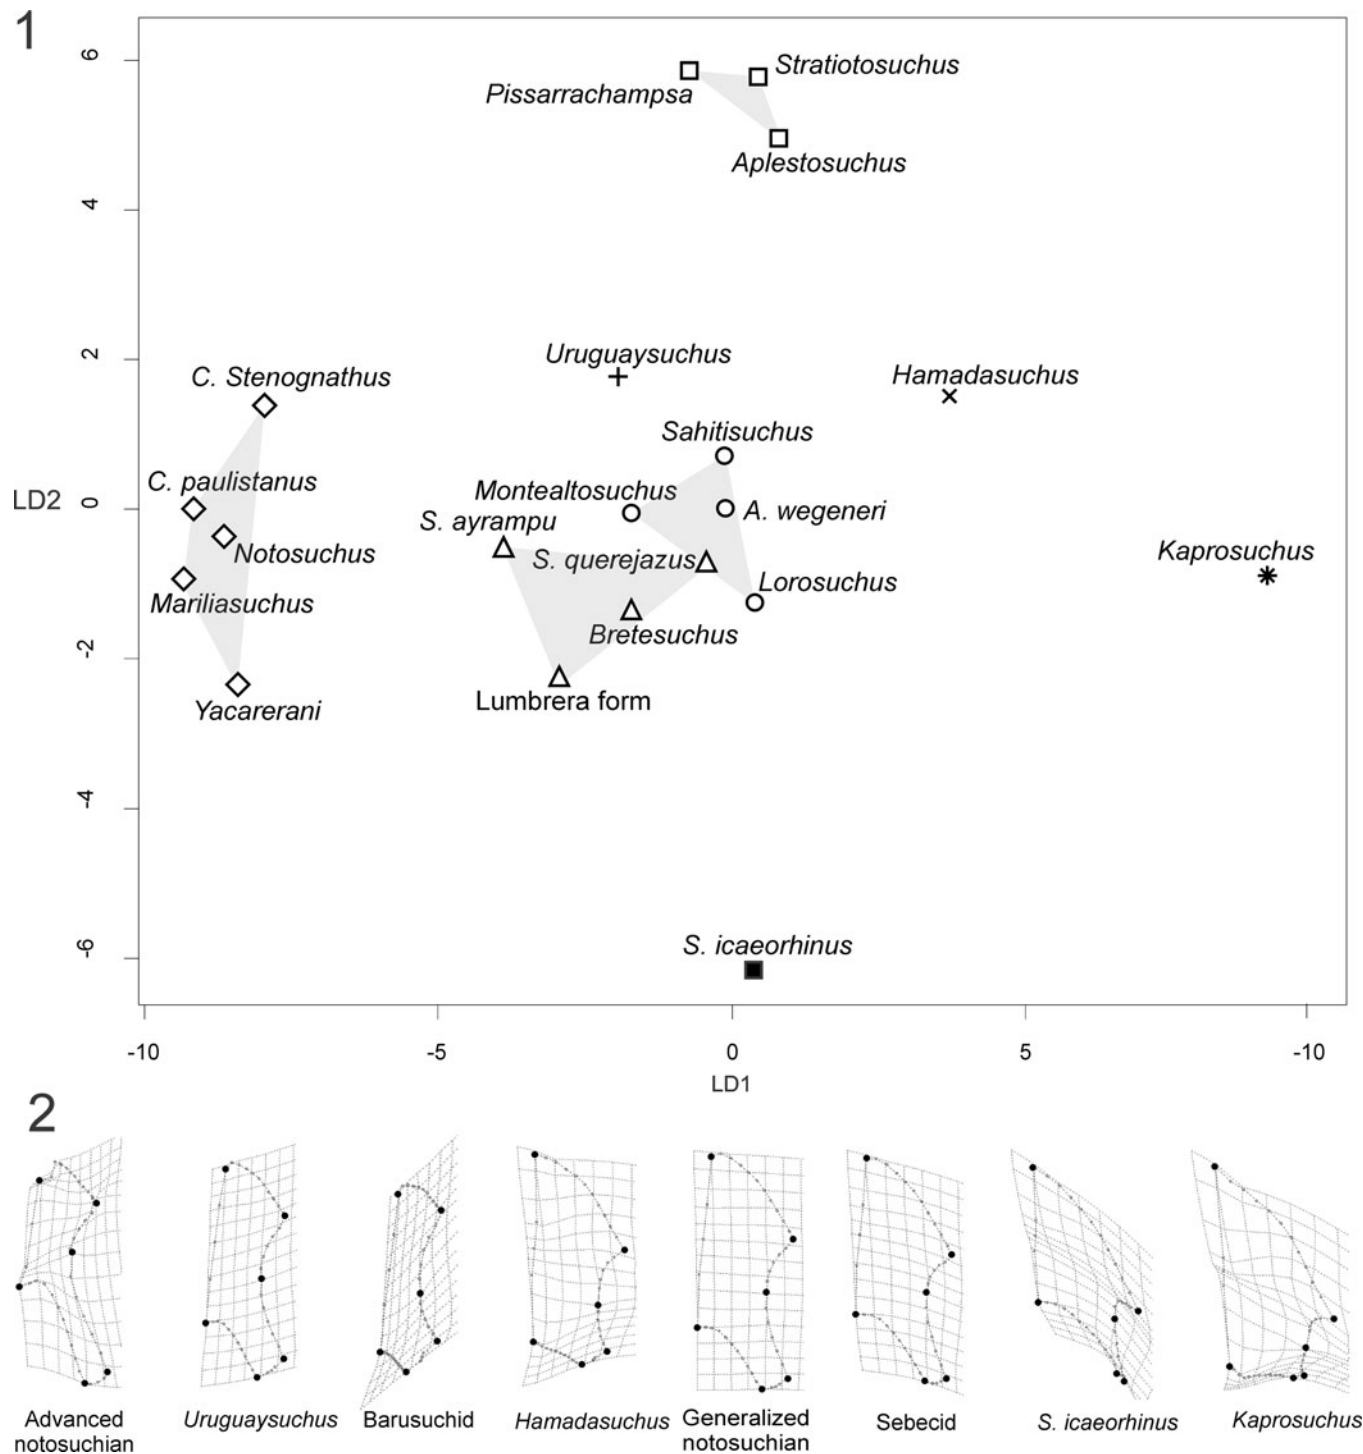 1
6
4
2
0
-2
-4
-6
LD2
Stratiotosuchus
Pissarrachampsa
Aplestosuchus
Uruguaysuchus
Hamadasuchus
C. Stenognathus
Sahitisuchus
C. paulistanus
Montealtosuchus
A. wegeneri
S. ayrampu
Notosuchus
S. querejazus
Kaprosuchus
Lorosuchus
Mariliasuchus
Bretesuchus
Lumbrera form
Yacarerani
S. icaeorhinus
-10
-5
0
5
-10
LD1
2
Advanced
notosuchian
Uruguaysuchus
Barusuchid
Hamadasuchus
Generalized
notosuchian
Sebecid
S. icaeorhinus
Kaprosuchus